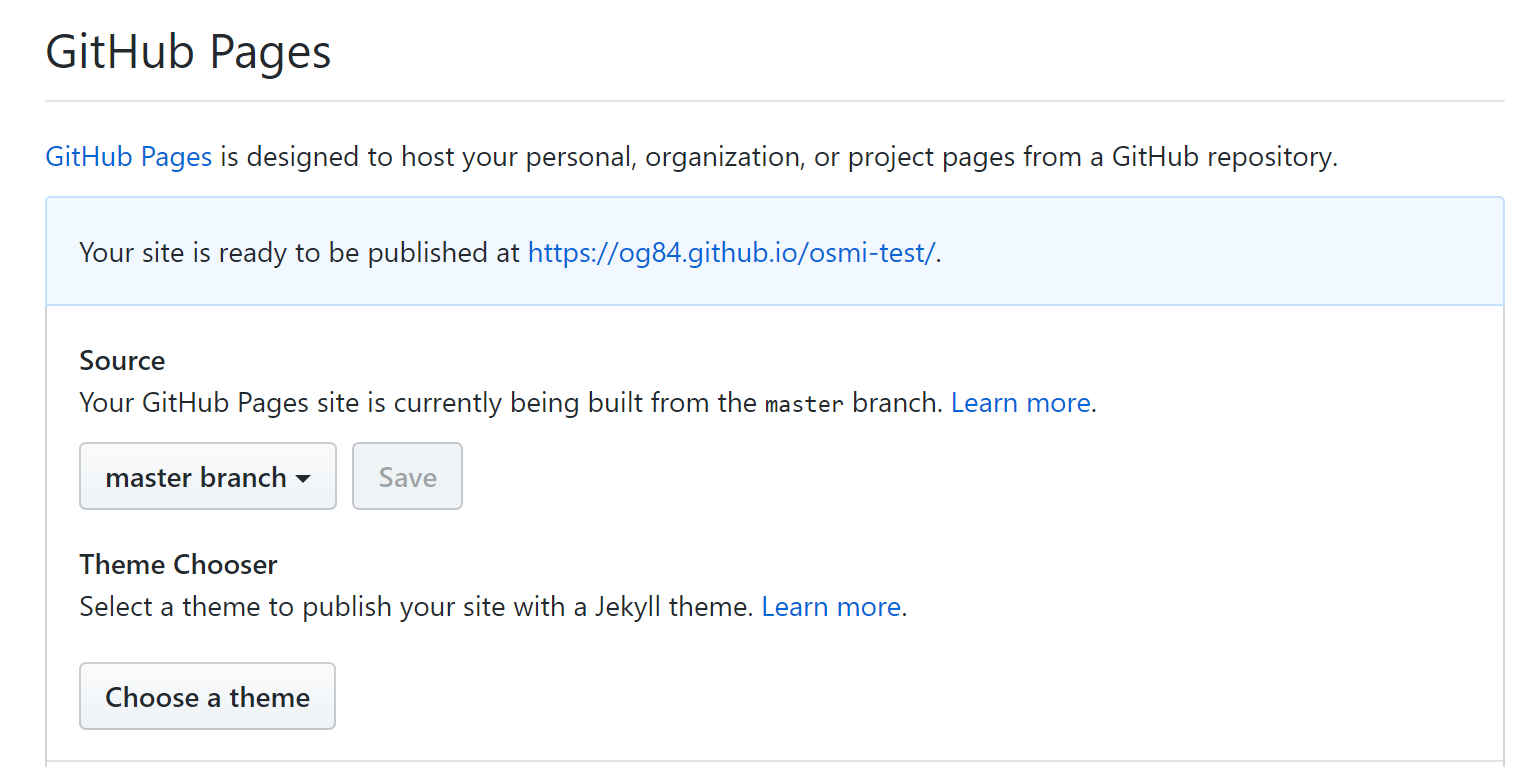 GitHub Pages
GitHub Pages is designed to host your personal, organization, or project pages from a GitHub repository.
Your site is ready to be published at https://og84.github.io/osmi-test/.
Source
Your GitHub Pages site is currently being built from the master branch. Learn more.
master branch Save
Theme Chooser
Select a theme to publish your site with a Jekyll theme. Learn more.
Choose a theme